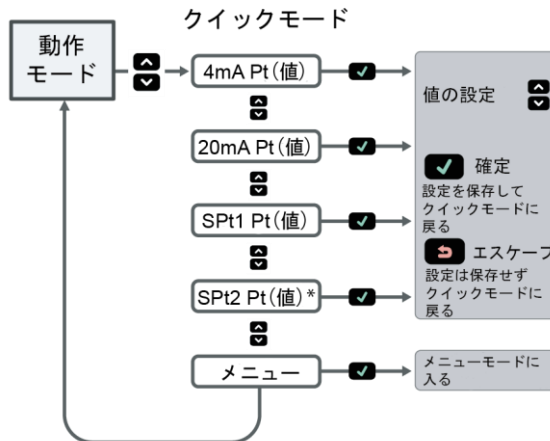 クイックモード
動作
モード
4mA Pt(値)
20mA Pt(値)
SPt1 Pt(値)
SPt2 Pt(値)*
メニュー
値の設定
確定
設定を保存して
クイックモードに
戻る
エスケープ
設定は保存せず
クイックモードに
戻る
メニューモードに
入る